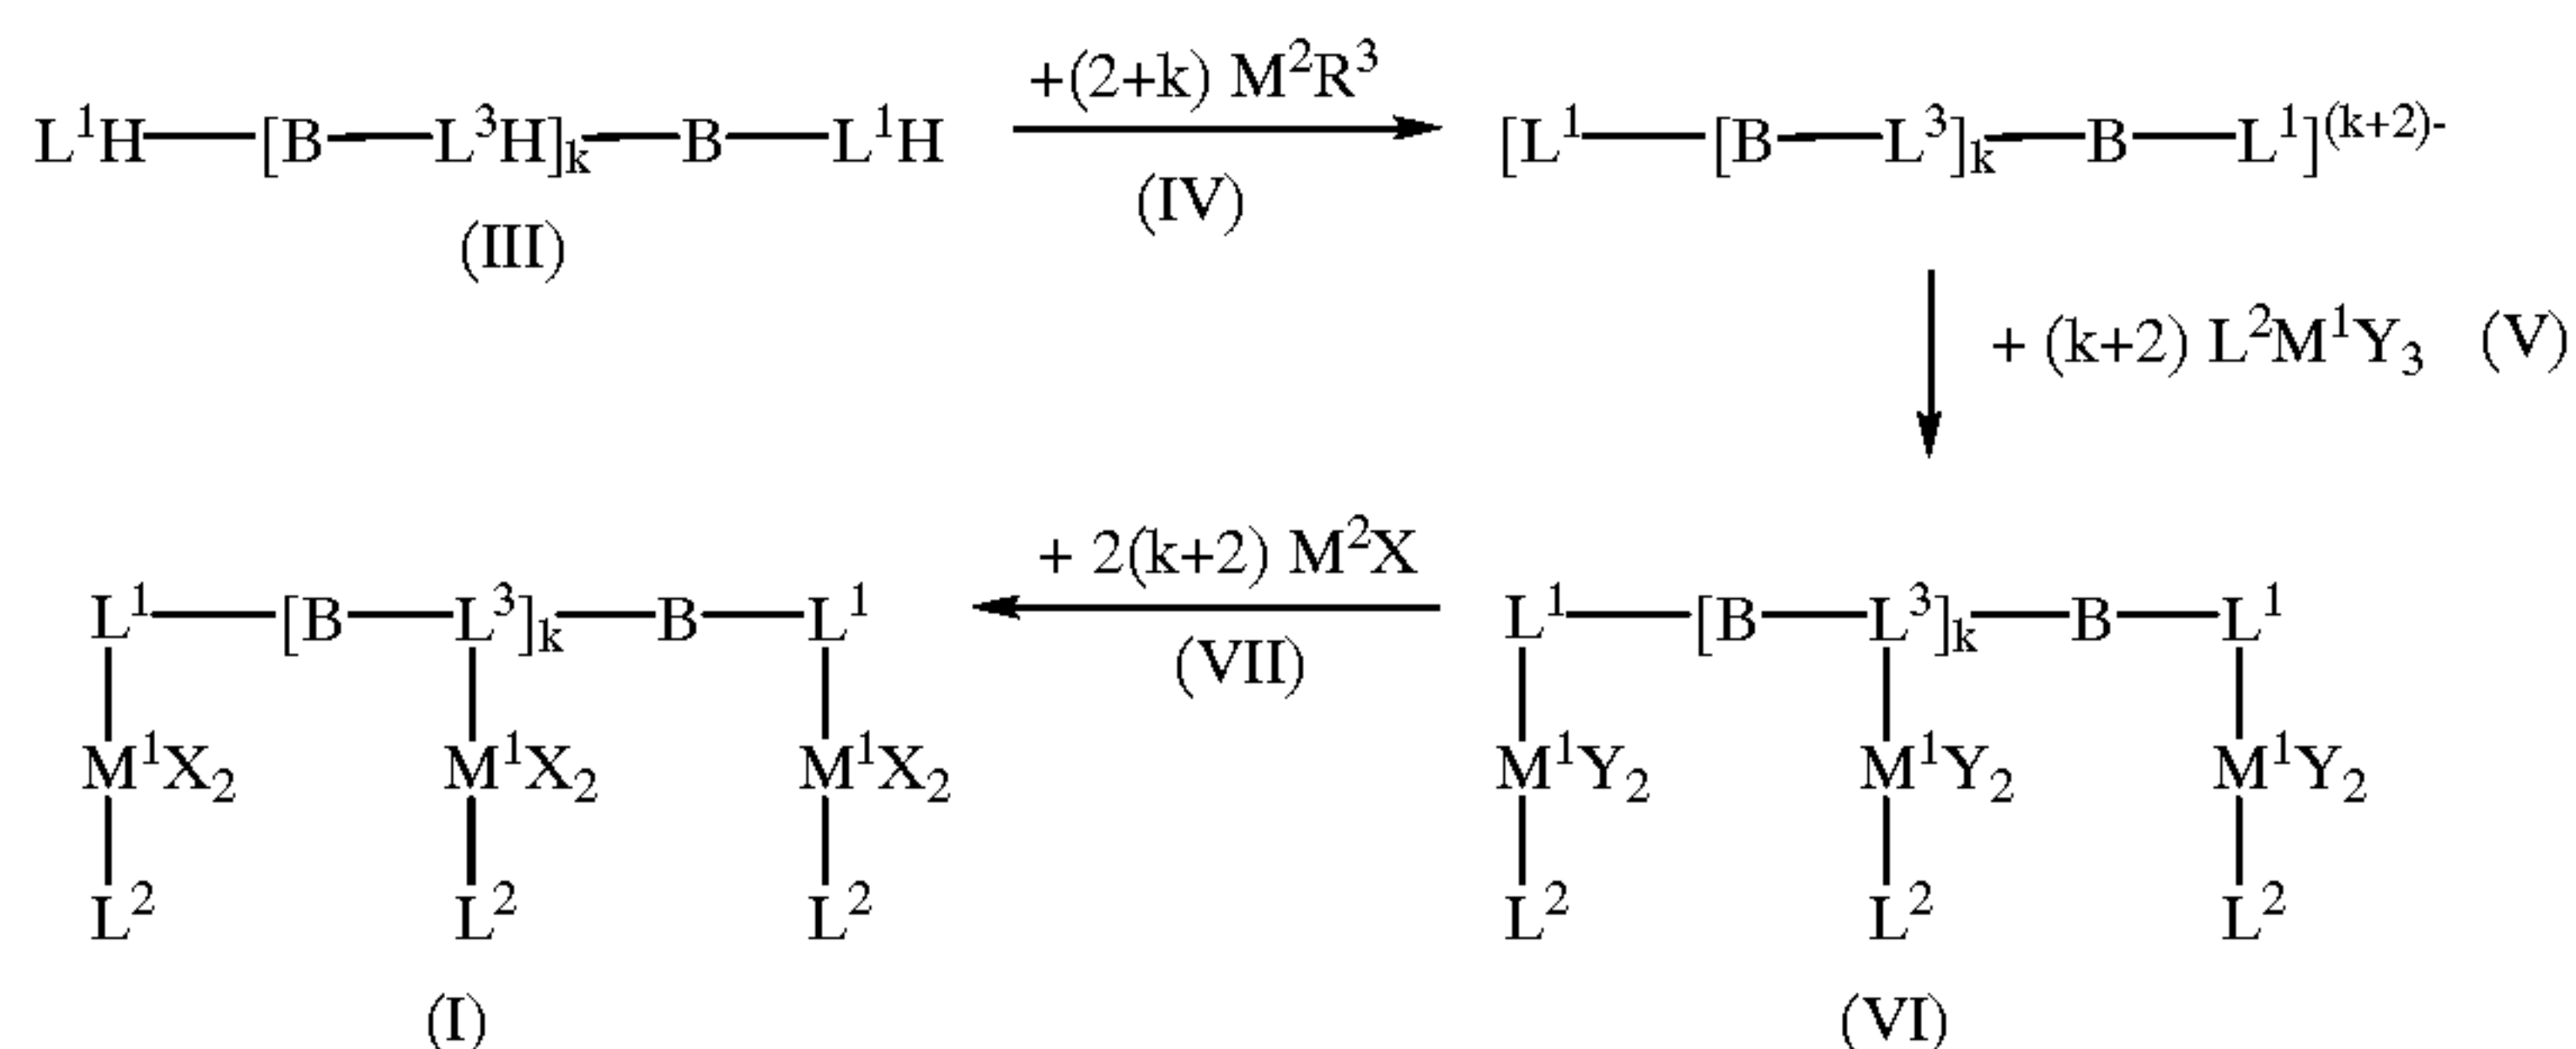 +(2+k) M²R³
L¹H—[B—L³H]ₖ—B—L¹H
[L¹—[B—L³]ₖ—B—L¹]⁽ᵏ⁺²⁾⁻
(IV)
(III)
+ (k+2) L²M¹Y₃ (V)
+ 2(k+2) M²X
L¹—[B—L³]ₖ—B—L¹
L¹—[B—L³]ₖ—B—L¹
(VII)
M¹X₂ M¹X₂ M¹X₂
M¹Y₂ M¹Y₂ M¹Y₂
L² L² L²
L² L² L²
(I)
(VI)